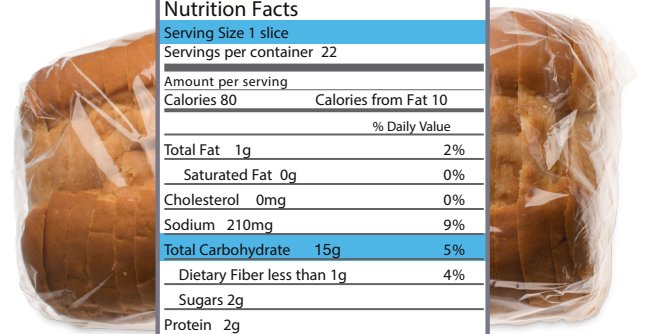 Nutrition Facts
Serving Size 1 slice
Servings per container 22
Amount per serving
Calories 80 Calories from Fat 10
% Daily Value
Total Fat 1g 2%
Saturated Fat 0g 0%
Cholesterol 0mg 0%
Sodium 210mg 9%
Total Carbohydrate 15g 5%
Dietary Fiber less than 1g 4%
Sugars 2g
Protein 2g